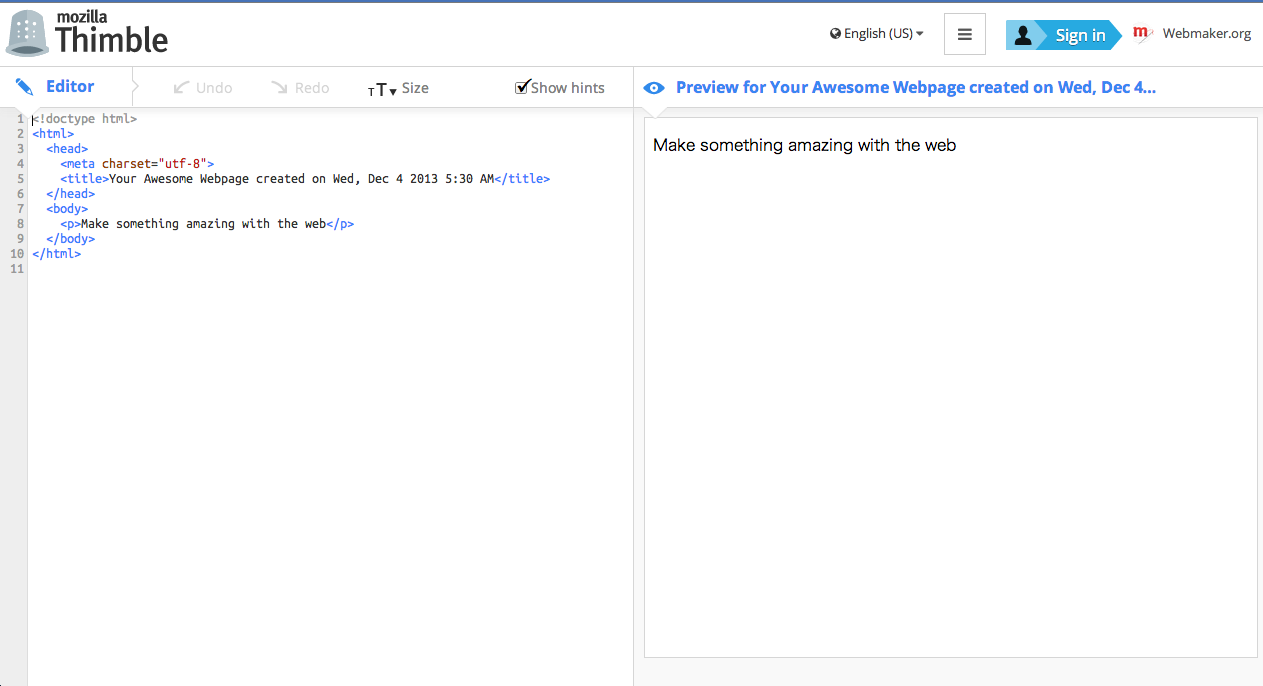 mozilla
Thimble
English (US)
Sign in
Webmaker.org
Editor
Undo
Redo
TT Size
Show hints
Preview for Your Awesome Webpage created on Wed, Dec 4...
1 <!doctype html>
2 <html>
3   <head>
4     <meta charset="utf-8">
5     <title>Your Awesome Webpage created on Wed, Dec 4 2013 5:30 AM</title>
6   </head>
7   <body>
8     <p>Make something amazing with the web</p>
9   </body>
10 </html>
11
Make something amazing with the web